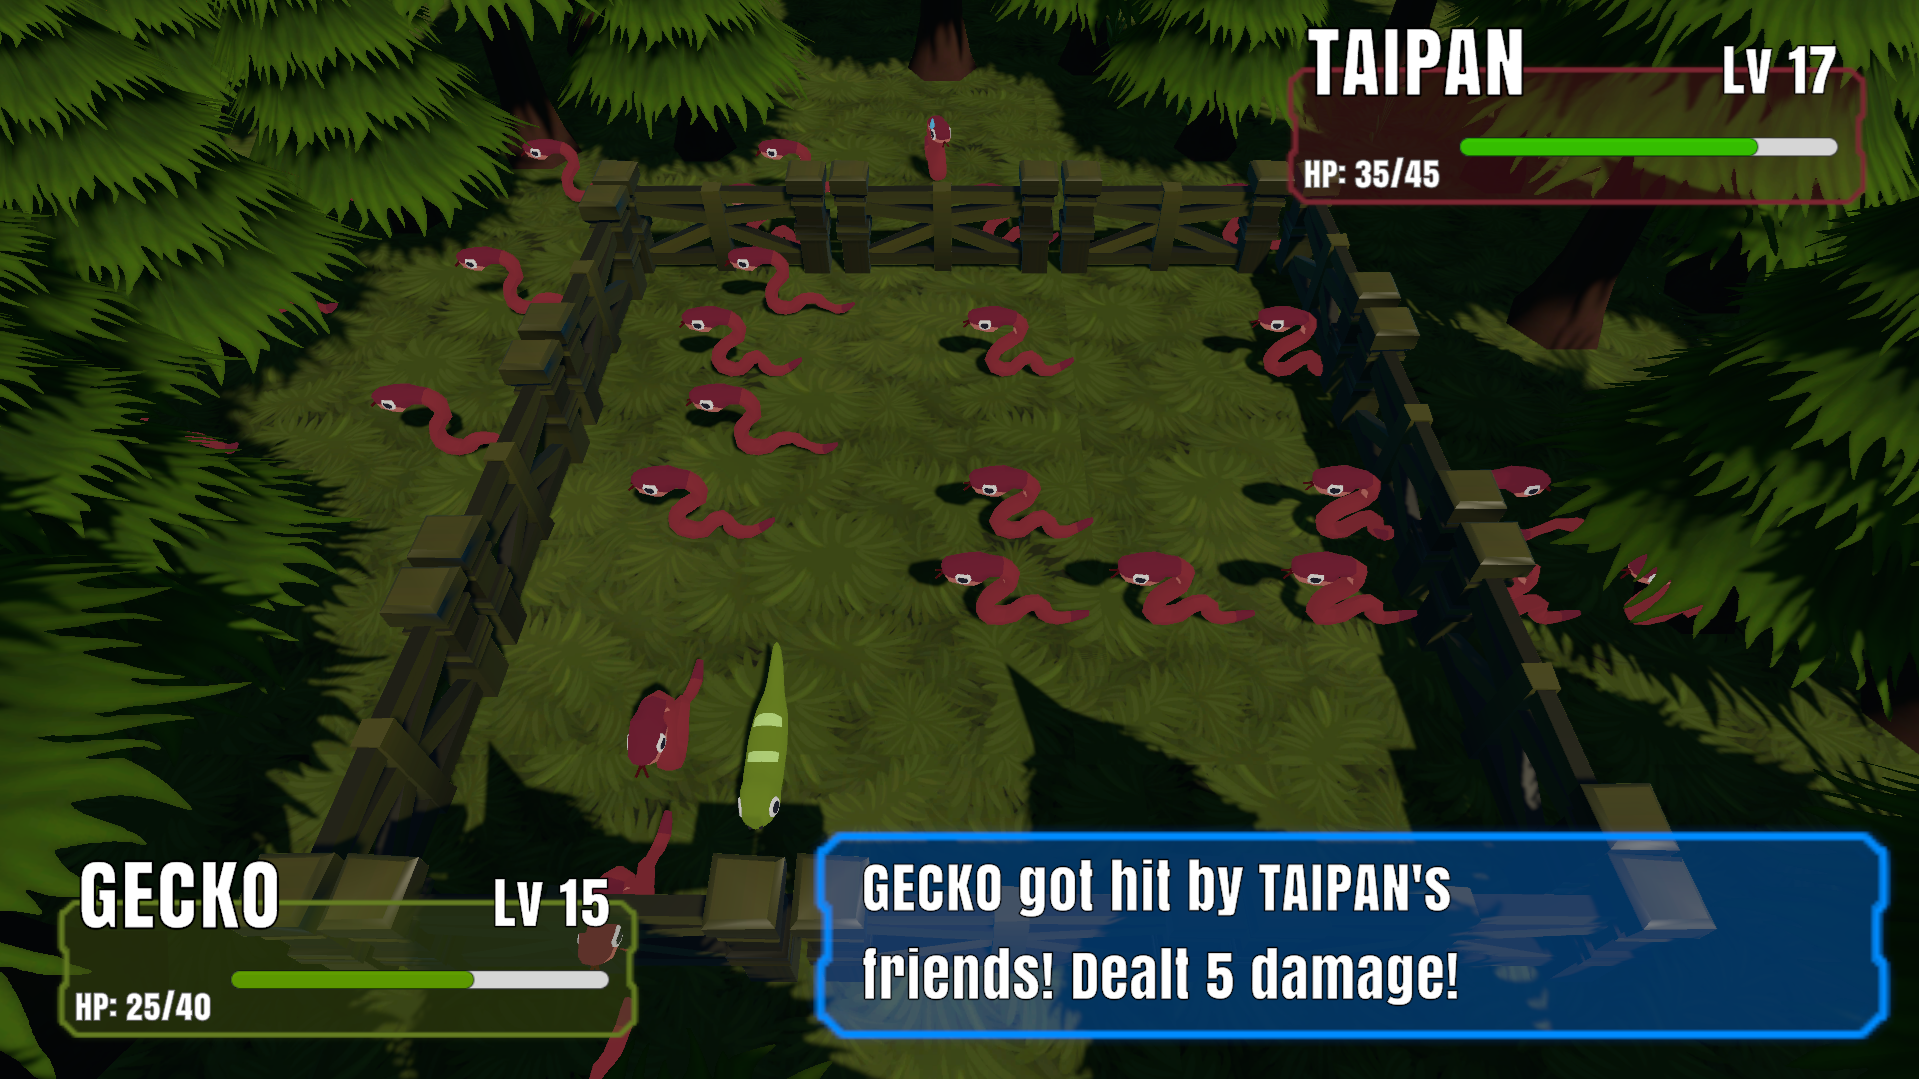 TAIPAN LV 17
HP: 35/45
GECKO LV 15
HP: 25/40
GECKO got hit by TAIPAN's
friends! Dealt 5 damage!